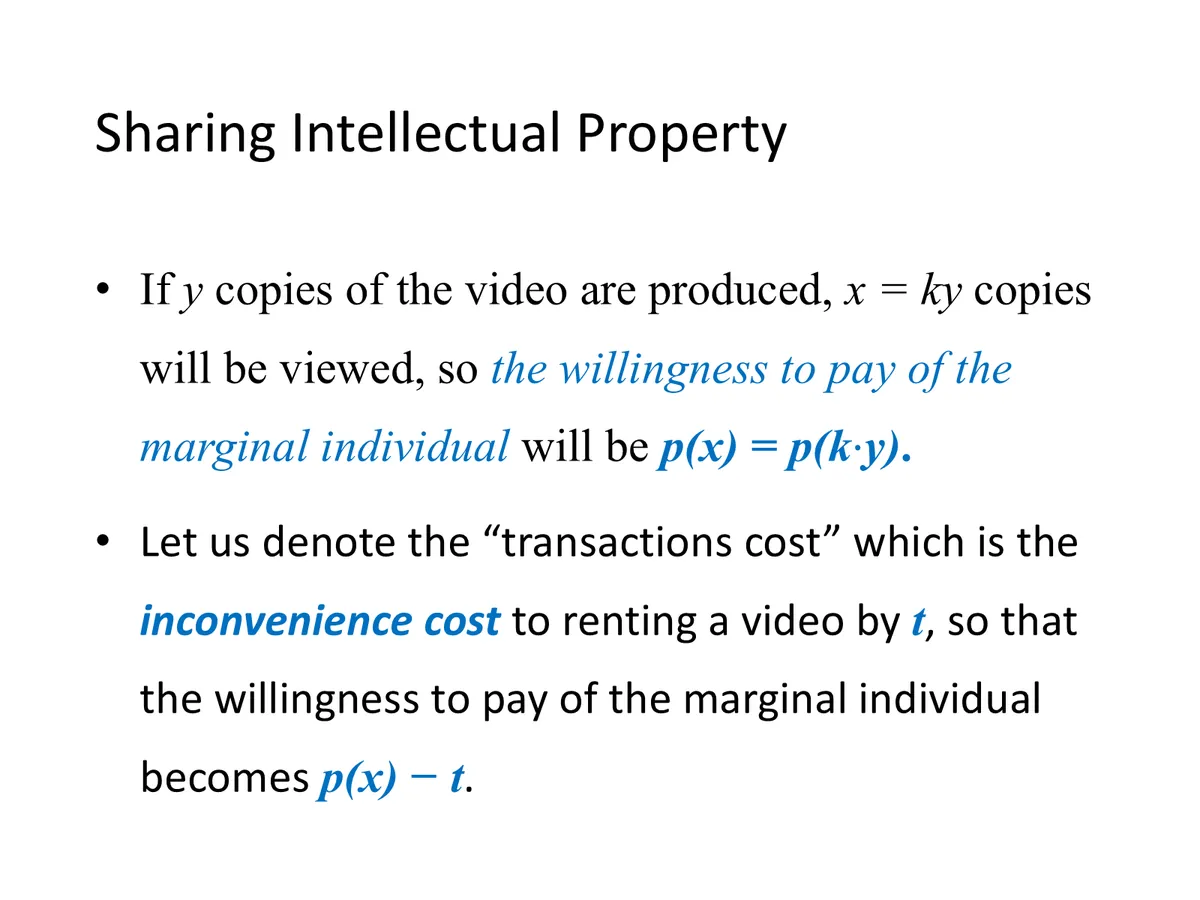 Sharing Intellectual Property
• If y copies of the video are produced, x = ky copies
will be viewed, so the willingness to pay of the
marginal individual will be p(x) = p(k·y).
• Let us denote the “transactions cost” which is the
inconvenience cost to renting a video by t, so that
the willingness to pay of the marginal individual
becomes p(x) − t.